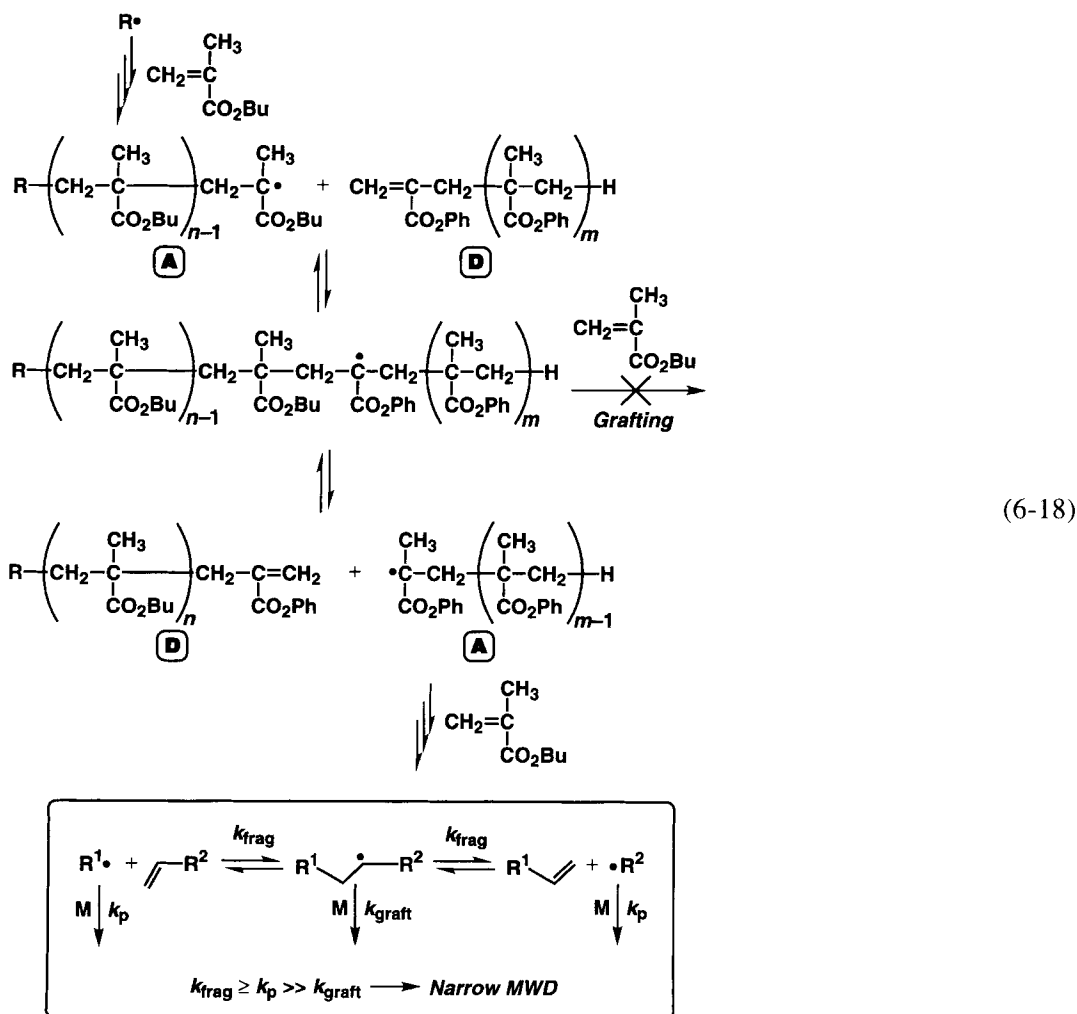 R•
CH₂=C
CH₃
CO₂Bu
R–(CH₂–C(CH₃)(CO₂Bu))n–1–CH₂–C•(CH₃)(CO₂Bu) + CH₂=C(CO₂Ph)–CH₂–(C(CH₃)(CO₂Ph)–CH₂)m–H
A D
CH₂=C
CH₃
CO₂Bu
R–(CH₂–C(CH₃)(CO₂Bu))n–1–CH₂–C(CH₃)(CO₂Bu)–CH₂–C•(CO₂Ph)–CH₂–(C(CH₃)(CO₂Ph)–CH₂)m–H
Grafting
(6-18)
R–(CH₂–C(CH₃)(CO₂Bu))n–CH₂–C(CO₂Ph)=CH₂ + •C(CH₃)(CO₂Ph)–CH₂–(C(CH₃)(CO₂Ph)–CH₂)m–1–H
D A
CH₂=C
CH₃
CO₂Bu
kfrag kfrag
R¹• + R² R¹ R² R¹ + •R²
M kp M kgraft M kp
kfrag ≥ kp >> kgraft → Narrow MWD